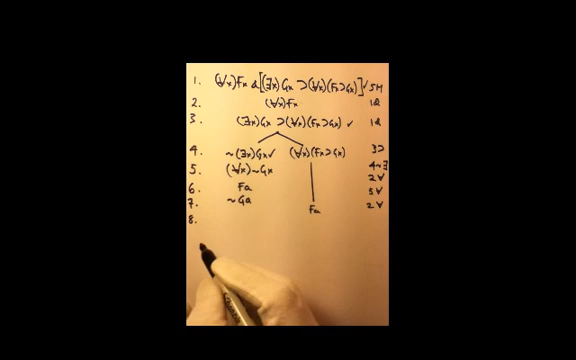 1. (∀x)Fx & [(∃x)Gx ⊃ (∀x)(Fx ⊃ Gx)] ✓ SM
2. (∀x)Fx 1&
3. (∃x)Gx ⊃ (∀x)(Fx ⊃ Gx) ✓ 1&
4. ~(∃x)Gx ✓ (∀x)(Fx ⊃ Gx) 3⊃
5. (∀x)~Gx 4~∃
6. Fa 2∀
7. ~Ga 5∀
Fa 2∀
8.